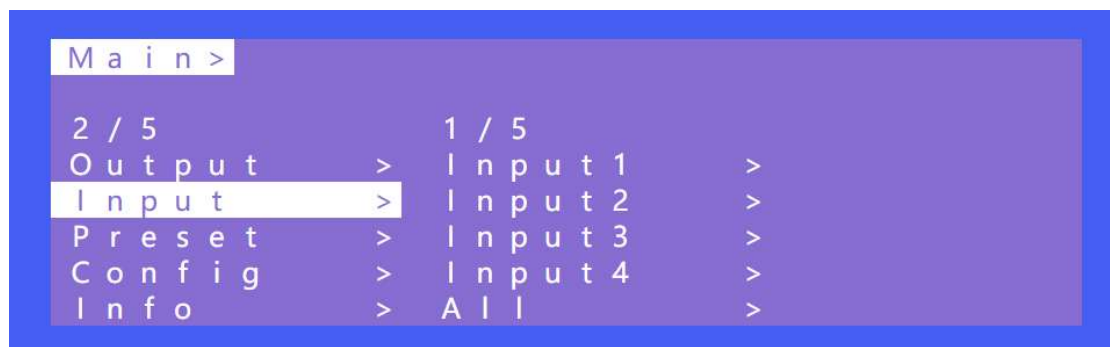 Main>
2/5 1/5
Output > Input1 >
Input > Input2 >
Preset > Input3 >
Config > Input4 >
Info > All >